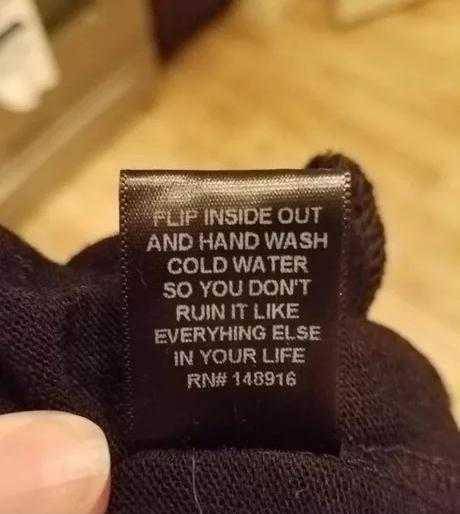 FLIP INSIDE OUT
AND HAND WASH
COLD WATER
SO YOU DON'T
RUIN IT LIKE
EVERYHING ELSE
IN YOUR LIFE
RN# 148916